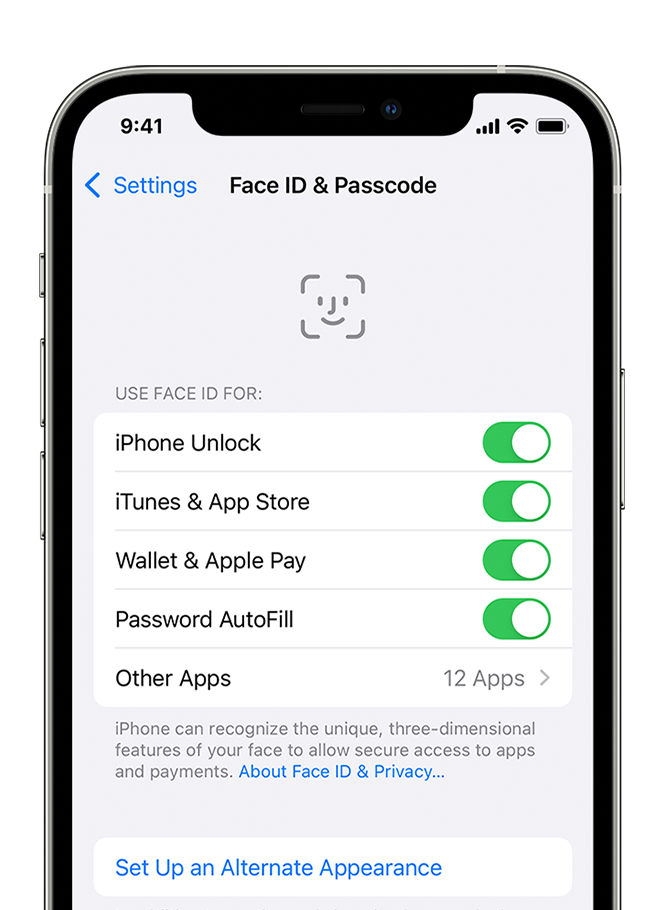 9:41
Settings
Face ID & Passcode
USE FACE ID FOR:
iPhone Unlock
iTunes & App Store
Wallet & Apple Pay
Password AutoFill
Other Apps 12 Apps
iPhone can recognize the unique, three-dimensional
features of your face to allow secure access to apps
and payments. About Face ID & Privacy...
Set Up an Alternate Appearance